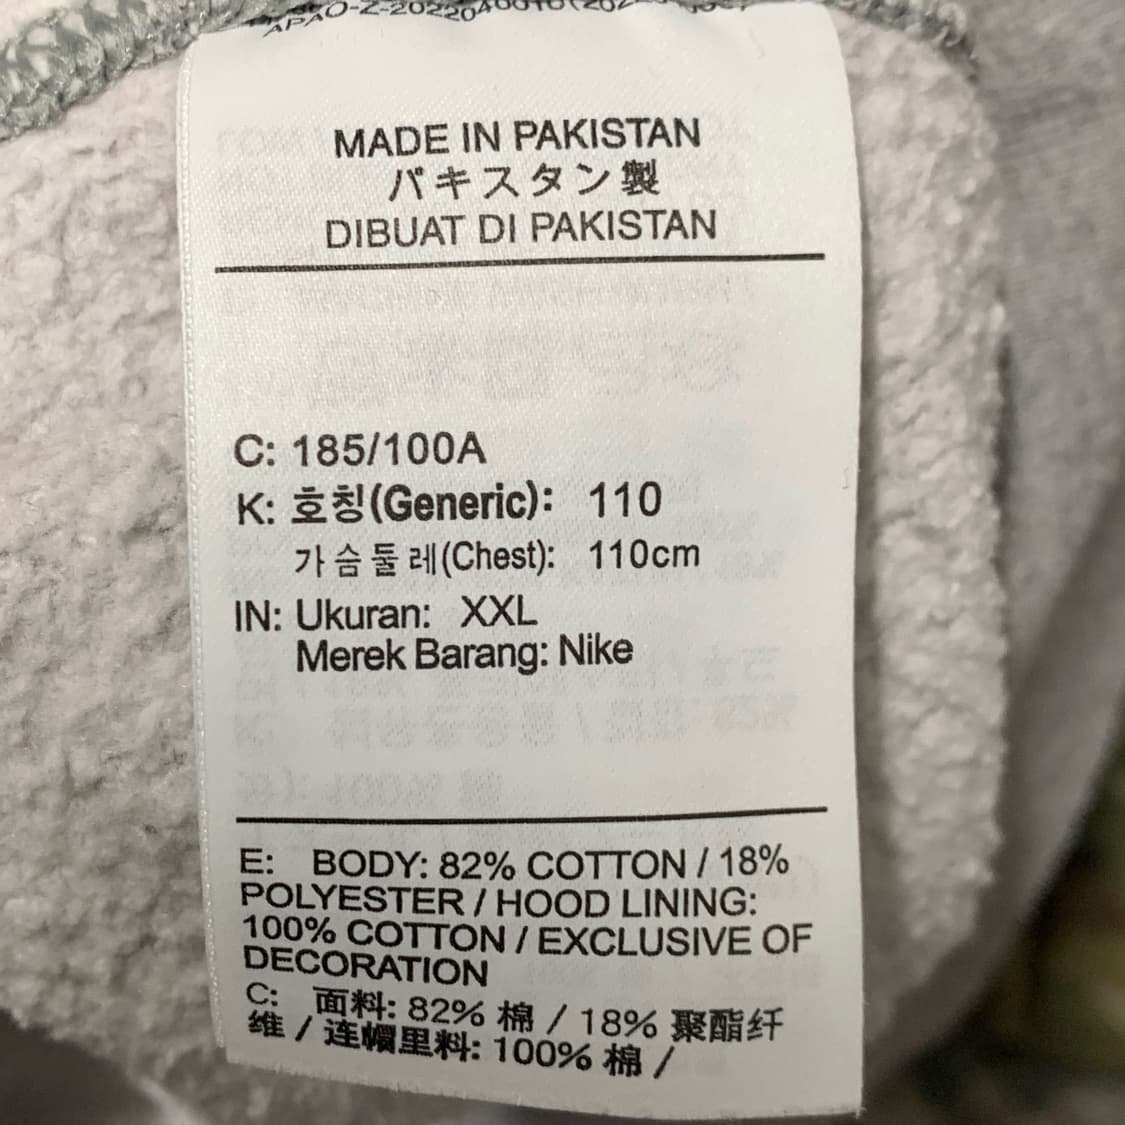 MADE IN PAKISTAN
パキスタン製
DIBUAT DI PAKISTAN
C: 185/100A
K: 호칭(Generic): 110
가슴둘레(Chest): 110cm
IN: Ukuran: XXL
Merek Barang: Nike
E: BODY: 82% COTTON / 18%
POLYESTER / HOOD LINING:
100% COTTON / EXCLUSIVE OF
DECORATION
C: 面料: 82% 棉 / 18% 聚酯纤
维 / 连帽里料: 100% 棉 /